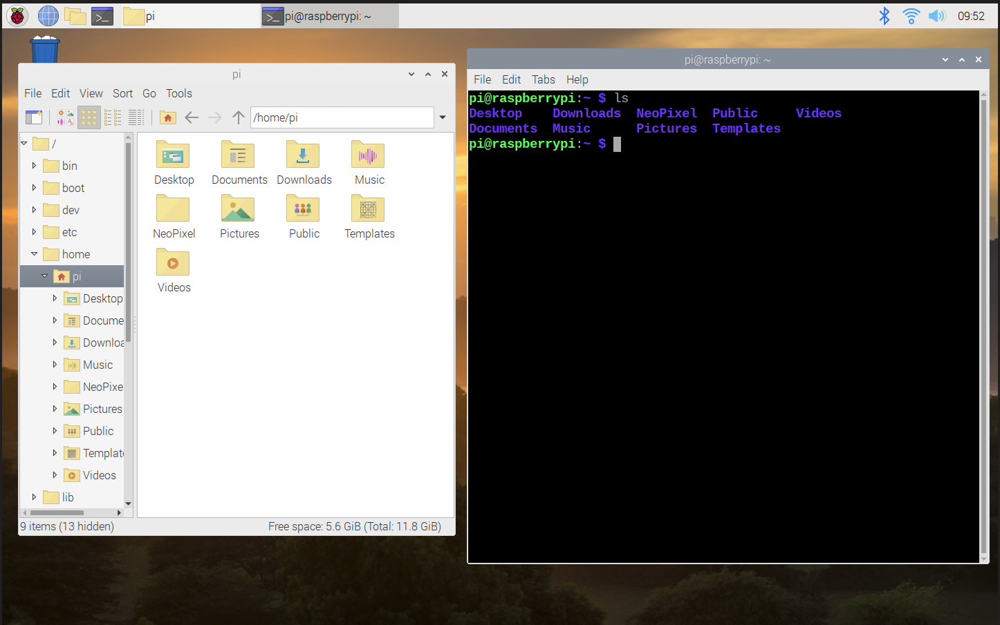 pi
pi@raspberrypi: ~
09:52
pi
File Edit View Sort Go Tools
/home/pi
/
bin
boot
dev
etc
home
pi
Desktop
Docume
Downloa
Music
NeoPixe
Pictures
Public
Templat
Videos
lib
Desktop Documents Downloads Music
NeoPixel Pictures Public Templates
Videos
9 items (13 hidden) Free space: 5.6 GiB (Total: 11.8 GiB)
pi@raspberrypi: ~
File Edit Tabs Help
pi@raspberrypi:~ $ ls
Desktop Downloads NeoPixel Public Videos
Documents Music Pictures Templates
pi@raspberrypi:~ $